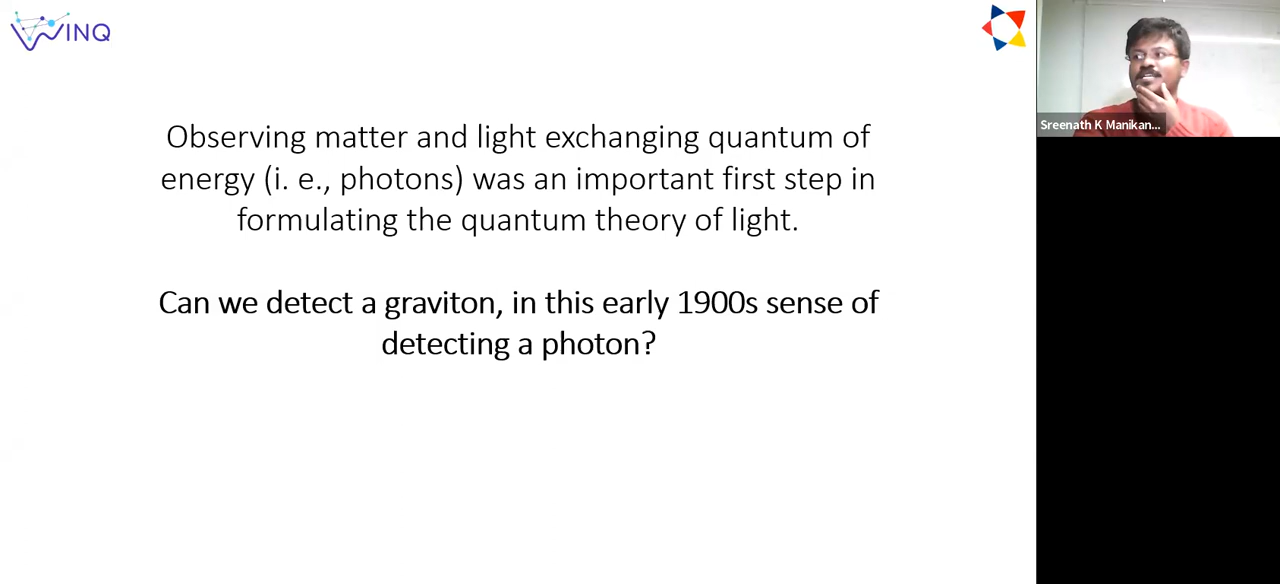 WINQ
Observing matter and light exchanging quantum of
energy (i. e., photons) was an important first step in
formulating the quantum theory of light.
Can we detect a graviton, in this early 1900s sense of
detecting a photon?
Sreenath K Manikan...